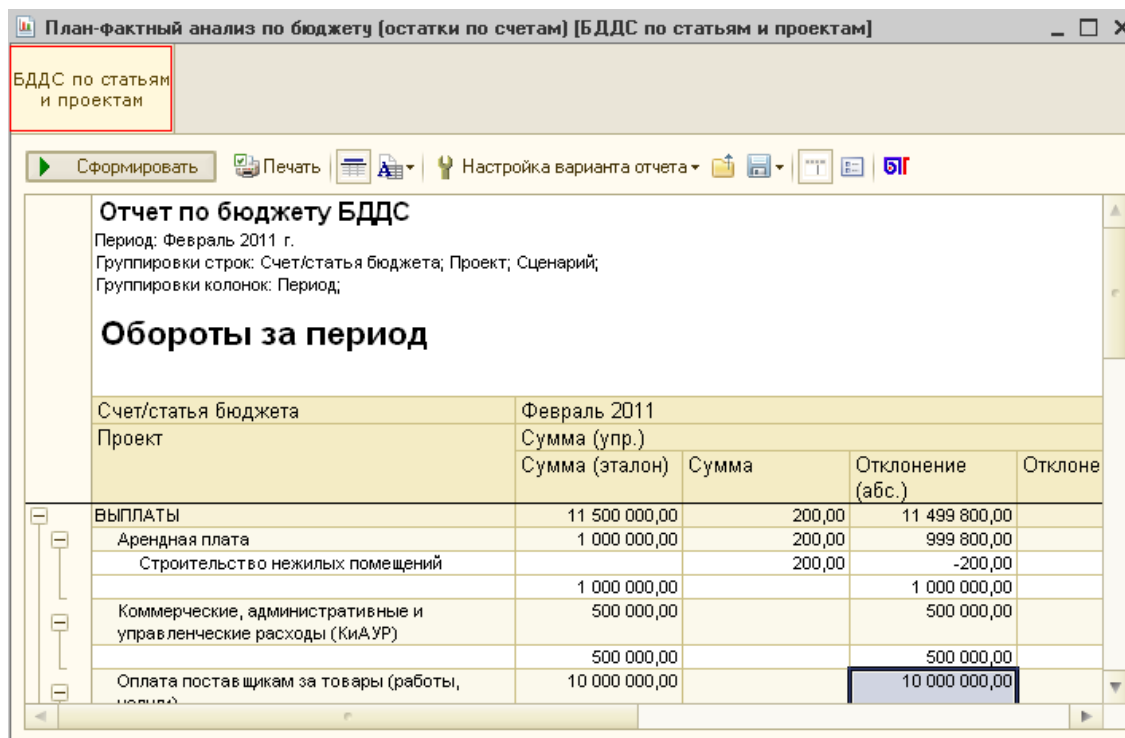 План-фактный анализ по бюджету (остатки по счетам) [БДДС по статьям и проектам]
БДДС по статьям
и проектам
Сформировать Печать Настройка варианта отчета
Отчет по бюджету БДДС
Период: Февраль 2011 г.
Группировки строк: Счет/статья бюджета; Проект; Сценарий;
Группировки колонок: Период;
Обороты за период
Счет/статья бюджета Февраль 2011
Проект Сумма (упр.)
Сумма (эталон) Сумма Отклонение Отклоне
(абс.)
ВЫПЛАТЫ 11 500 000,00 200,00 11 499 800,00
Арендная плата 1 000 000,00 200,00 999 800,00
Строительство нежилых помещений 200,00 -200,00
1 000 000,00 1 000 000,00
Коммерческие, административные и 500 000,00 500 000,00
управленческие расходы (КиАУР)
500 000,00 500 000,00
Оплата поставщикам за товары (работы, 10 000 000,00 10 000 000,00